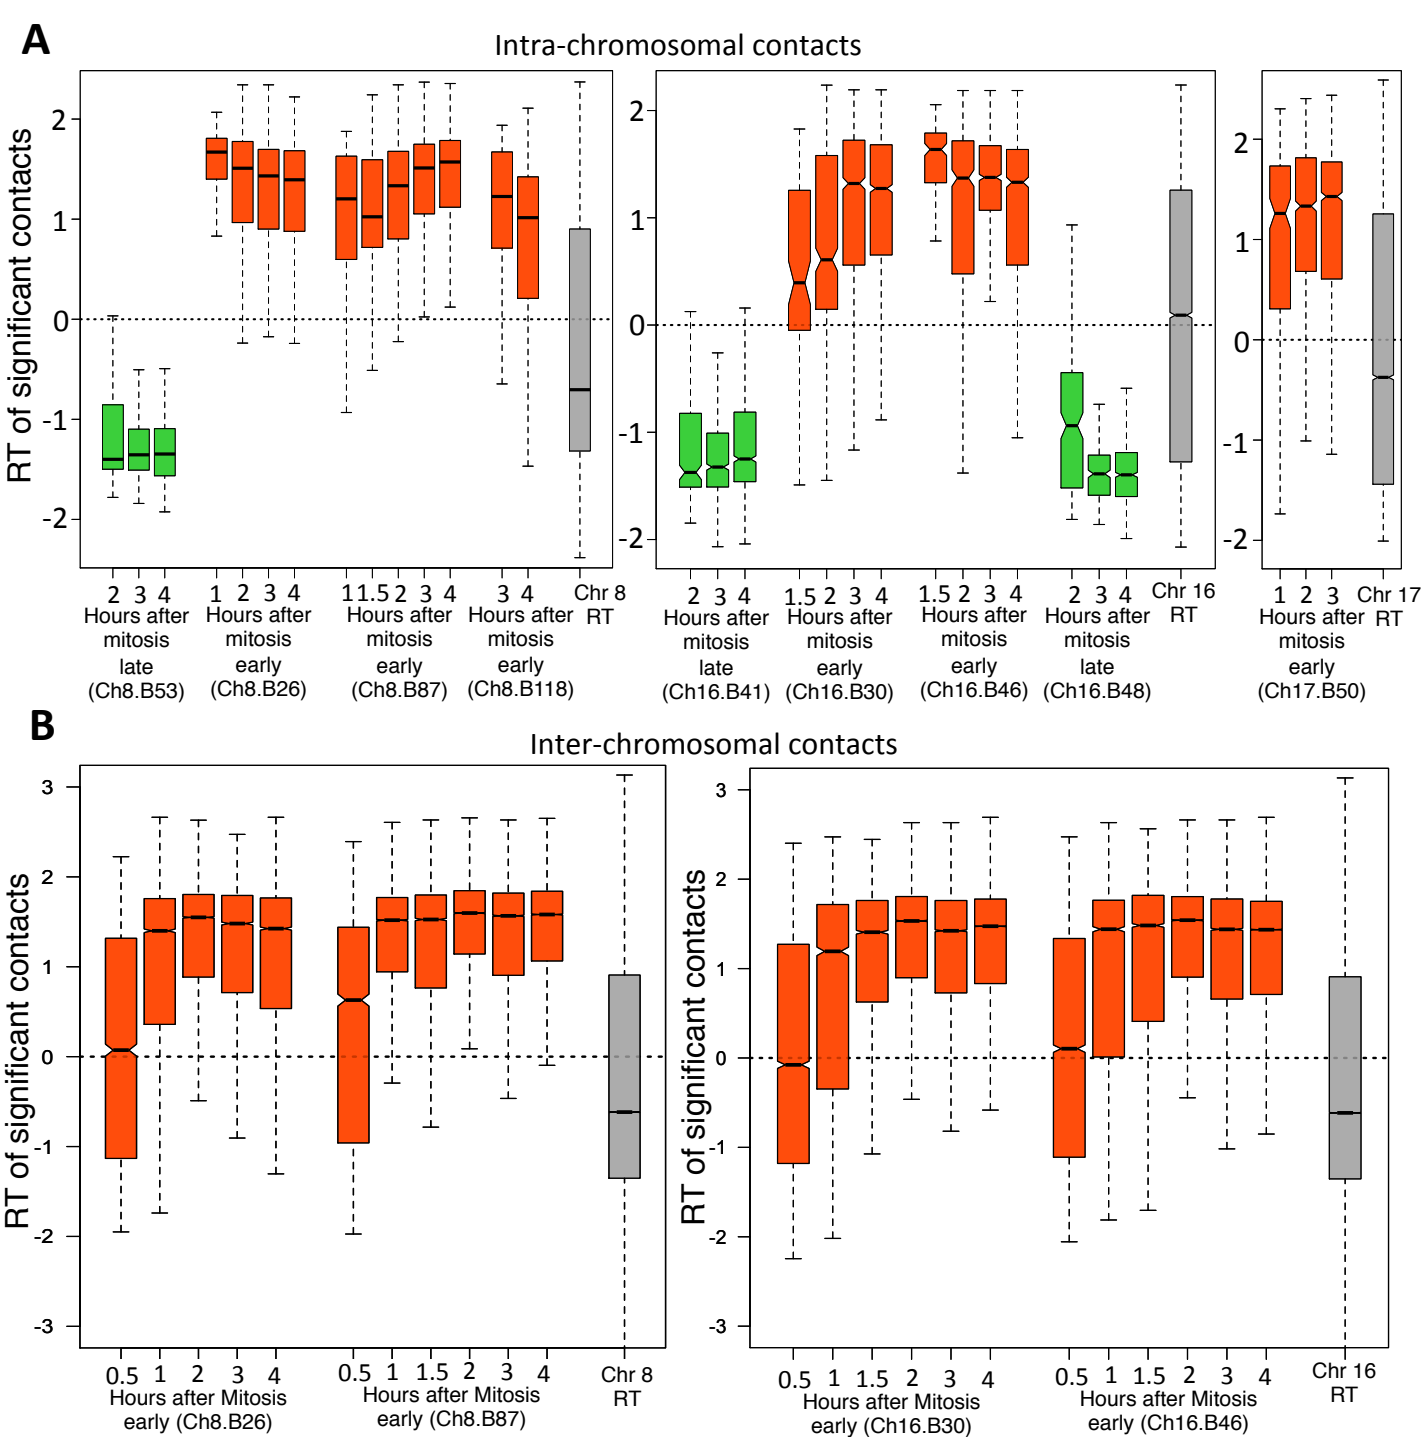 A
Intra-chromosomal contacts
RT of significant contacts
2
1
0
-1
-2
2
1
0
-1
-2
2
1
0
-1
-2
2 3 4 1 2 3 4 1 1.5 2 3 4 3 4 Chr 8
Hours after Hours after Hours after Hours after RT
mitosis mitosis mitosis mitosis
late early early early
(Ch8.B53) (Ch8.B26) (Ch8.B87) (Ch8.B118)
2 3 4 1.5 2 3 4 1.5 2 3 4 2 3 4 Chr 16
Hours after Hours after Hours after Hours after RT
mitosis mitosis mitosis mitosis
late early early late
(Ch16.B41) (Ch16.B30) (Ch16.B46) (Ch16.B48)
1 2 3 Chr 17
Hours after RT
mitosis
early
(Ch17.B50)
B
Inter-chromosomal contacts
RT of significant contacts
3
2
1
0
-1
-2
-3
0.5 1 2 3 4 0.5 1 1.5 2 3 4 Chr 8
Hours after Mitosis Hours after Mitosis RT
early (Ch8.B26) early (Ch8.B87)
RT of significant contacts
3
2
1
0
-1
-2
-3
0.5 1 1.5 2 3 4 0.5 1 1.5 2 3 4 Chr 16
Hours after Mitosis Hours after Mitosis RT
early (Ch16.B30) early (Ch16.B46)